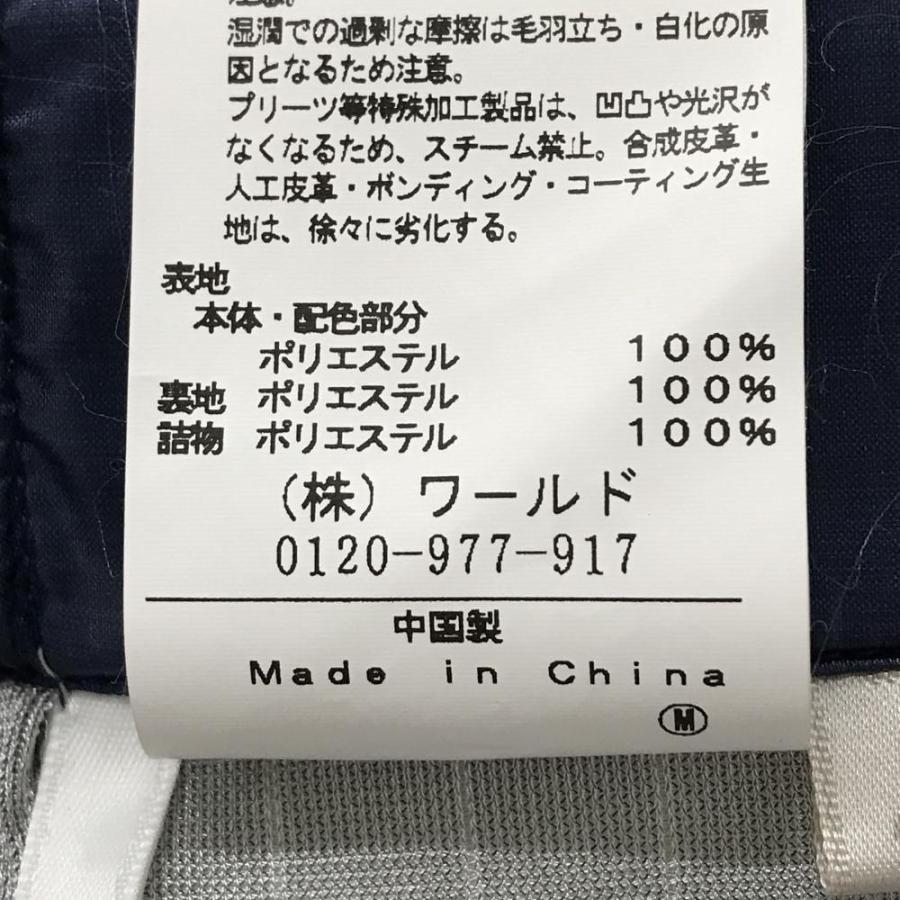 湿潤での過剰な摩擦は毛羽立ち・白化の原
因となるため注意。
プリーツ等特殊加工製品は、凹凸や光沢が
なくなるため、スチーム禁止。合成皮革・
人工皮革・ボンディング・コーティング生
地は、徐々に劣化する。
表地
本体・配色部分
ポリエステル 100%
裏地 ポリエステル 100%
詰物 ポリエステル 100%
(株) ワールド
0120-977-917
中国製
Made in China
M